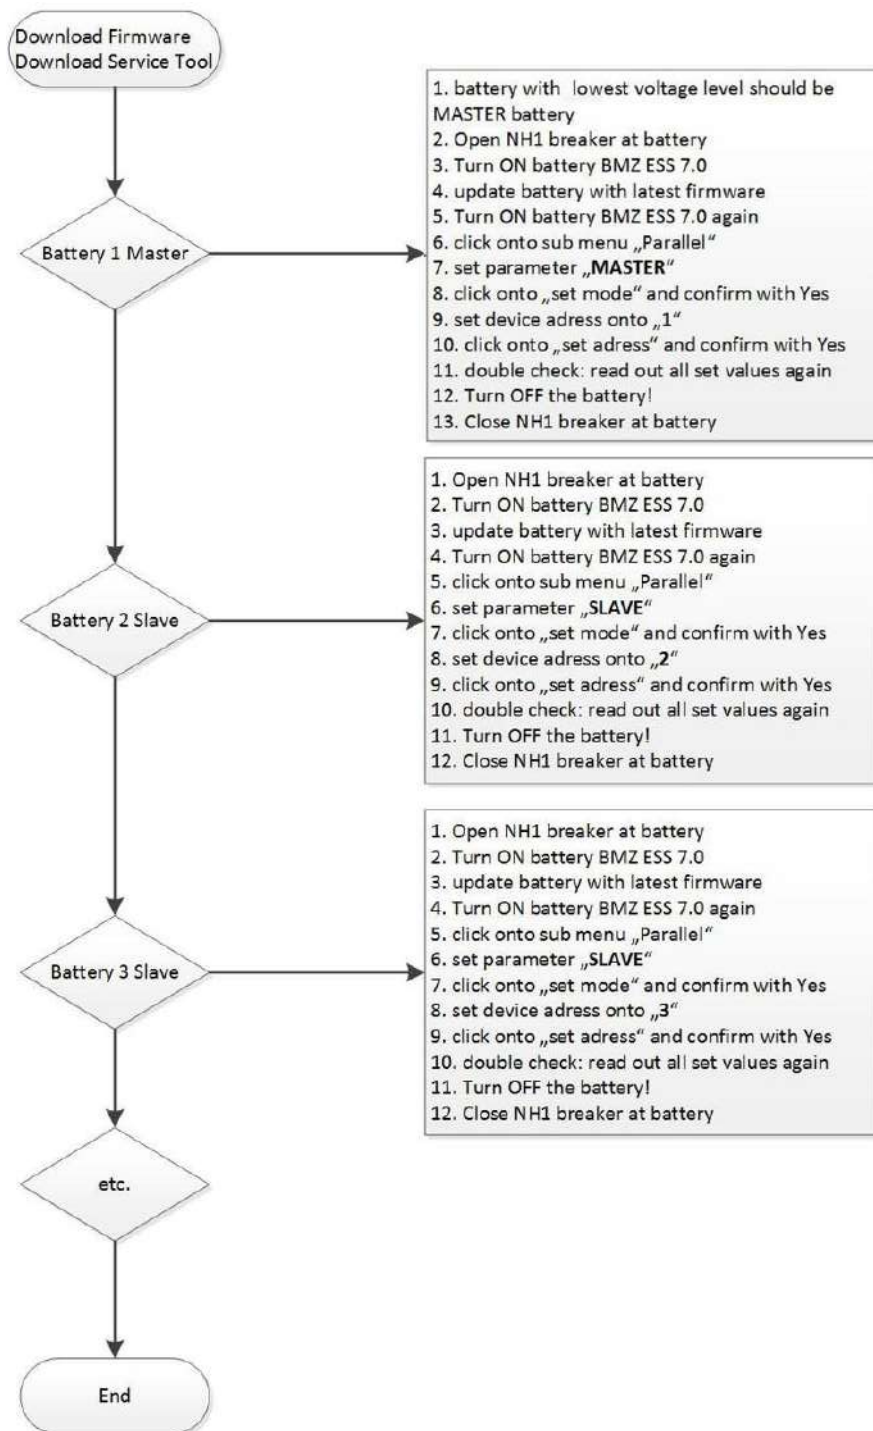 Download Firmware
Download Service Tool
Battery 1 Master
1. battery with lowest voltage level should be
MASTER battery
2. Open NH1 breaker at battery
3. Turn ON battery BMZ ESS 7.0
4. update battery with latest firmware
5. Turn ON battery BMZ ESS 7.0 again
6. click onto sub menu „Parallel“
7. set parameter „MASTER“
8. click onto „set mode“ and confirm with Yes
9. set device adress onto „1“
10. click onto „set adress“ and confirm with Yes
11. double check: read out all set values again
12. Turn OFF the battery!
13. Close NH1 breaker at battery
Battery 2 Slave
1. Open NH1 breaker at battery
2. Turn ON battery BMZ ESS 7.0
3. update battery with latest firmware
4. Turn ON battery BMZ ESS 7.0 again
5. click onto sub menu „Parallel“
6. set parameter „SLAVE“
7. click onto „set mode“ and confirm with Yes
8. set device adress onto „2“
9. click onto „set adress“ and confirm with Yes
10. double check: read out all set values again
11. Turn OFF the battery!
12. Close NH1 breaker at battery
Battery 3 Slave
1. Open NH1 breaker at battery
2. Turn ON battery BMZ ESS 7.0
3. update battery with latest firmware
4. Turn ON battery BMZ ESS 7.0 again
5. click onto sub menu „Parallel“
6. set parameter „SLAVE“
7. click onto „set mode“ and confirm with Yes
8. set device adress onto „3“
9. click onto „set adress“ and confirm with Yes
10. double check: read out all set values again
11. Turn OFF the battery!
12. Close NH1 breaker at battery
etc.
End